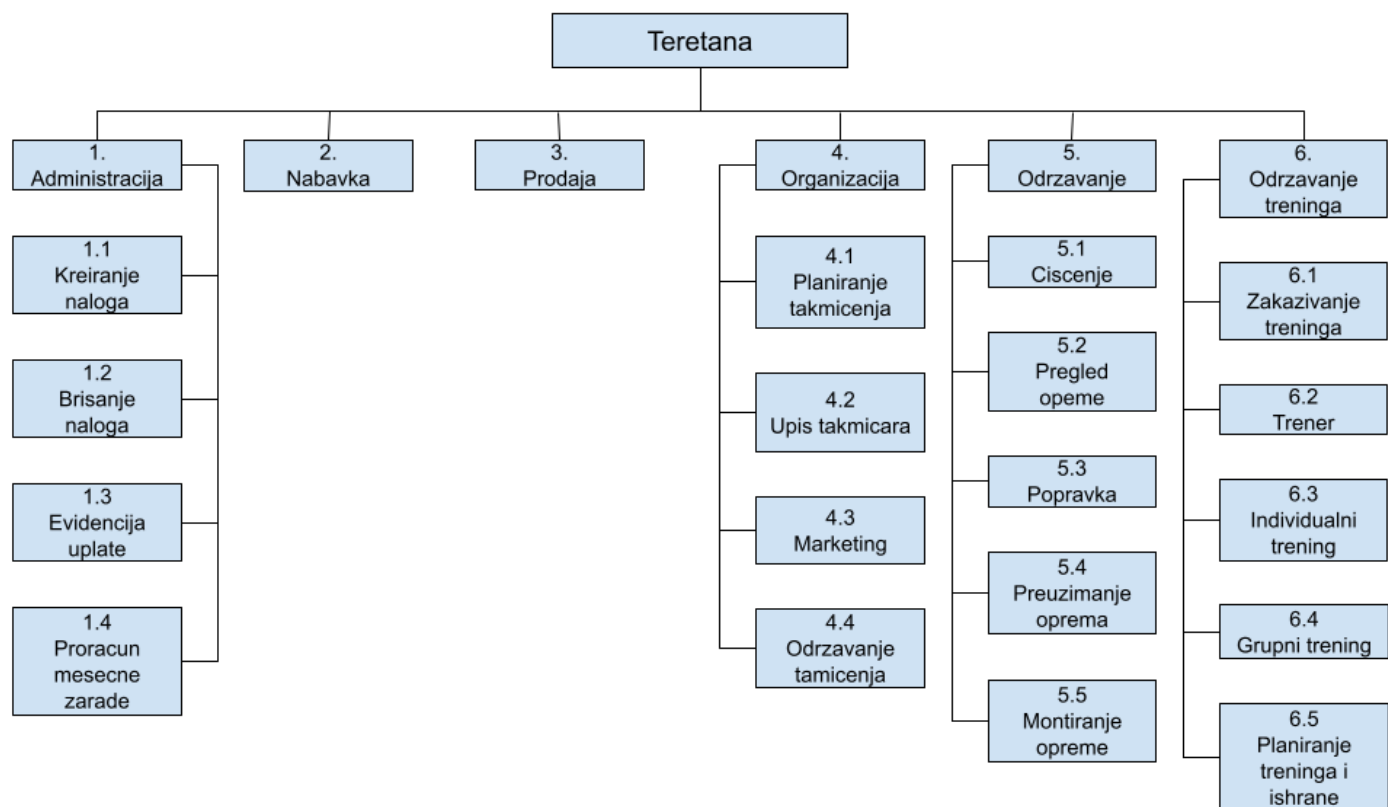 Teretana
1.
Administracija
2.
Nabavka
3.
Prodaja
4.
Organizacija
5.
Odrzavanje
6.
Odrzavanje
treninga
1.1
Kreiranje
naloga
1.2
Brisanje
naloga
1.3
Evidencija
uplate
1.4
Proracun
mesecne
zarade
4.1
Planiranje
takmicenja
4.2
Upis takmicara
4.3
Marketing
4.4
Odrzavanje
tamicenja
5.1
Ciscenje
5.2
Pregled
opeme
5.3
Popravka
5.4
Preuzimanje
oprema
5.5
Montiranje
opreme
6.1
Zakazivanje
treninga
6.2
Trener
6.3
Individualni
trening
6.4
Grupni trening
6.5
Planiranje
treninga i
ishrane